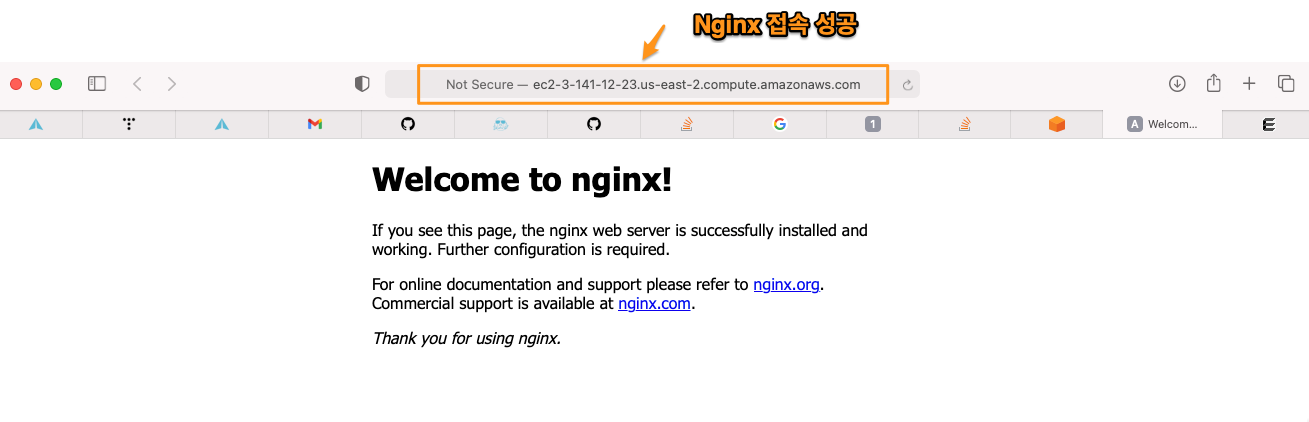 Nginx 접속 성공
Not Secure — ec2-3-141-12-23.us-east-2.compute.amazonaws.com
1
A Welcom...
Welcome to nginx!
If you see this page, the nginx web server is successfully installed and
working. Further configuration is required.
For online documentation and support please refer to nginx.org.
Commercial support is available at nginx.com.
Thank you for using nginx.